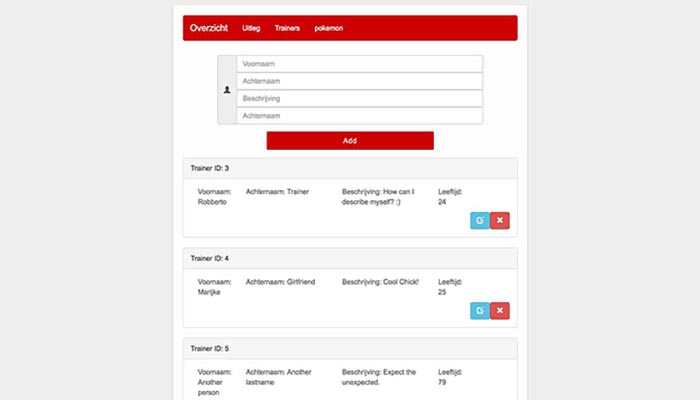 Overzicht Uitleg Trainers pokemon
Voornaam
Achternaam
Beschrijving
Achternaam
Add
Trainer ID: 3
Voornaam: Achternaam: Trainer Beschrijving: How can I Leeftijd:
Robberto describe myself? :) 24
Trainer ID: 4
Voornaam: Achternaam: Girlfriend Beschrijving: Cool Chick! Leeftijd:
Marijke 25
Trainer ID: 5
Voornaam: Achternaam: Another Beschrijving: Expect the Leeftijd:
Another lastname unexpected. 79
person